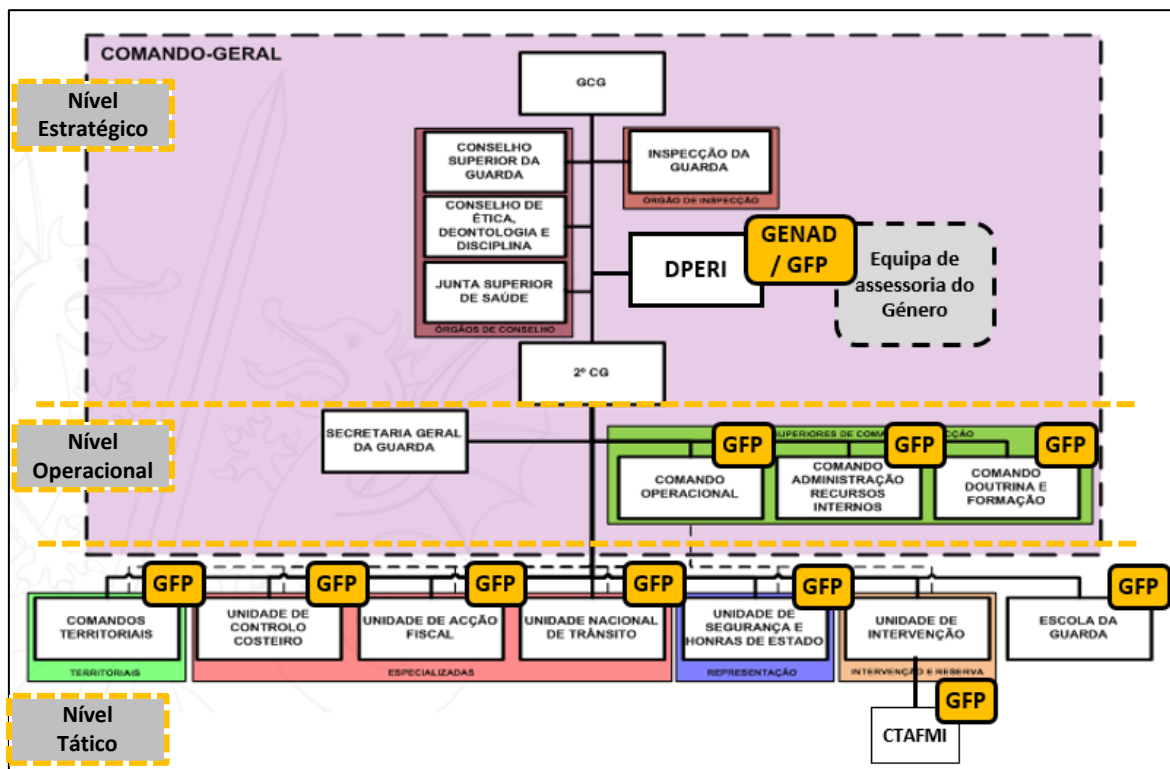 COMANDO-GERAL
Nível
Estratégico
GCG
CONSELHO
SUPERIOR DA
GUARDA
INSPECÇÃO DA
GUARDA
ÓRGÃO DE INSPECÇÃO
CONSELHO DE
ÉTICA,
DEONTOLOGIA E
DISCIPLINA
DPERI
GENAD
/ GFP
Equipa de
assessoria do
Género
JUNTA SUPERIOR
DE SAÚDE
ÓRGÃOS DE CONSELHO
2º CG
Nível
Operacional
SECRETARIA GERAL
DA GUARDA
SUPERIORES DE
GFP
GFP
GFP
COMANDO
OPERACIONAL
COMANDO
ADMINISTRAÇÃO
RECURSOS
INTERNOS
COMANDO
DOUTRINA E
FORMAÇÃO
GFP
GFP
GFP
GFP
GFP
GFP
COMANDOS
TERRITORIAIS
UNIDADE DE
CONTROLO
COSTEIRO
UNIDADE DE ACÇÃO
FISCAL
UNIDADE NACIONAL
DE TRÂNSITO
UNIDADE DE
SEGURANÇA E
HONRAS DE ESTADO
UNIDADE DE
INTERVENÇÃO
ESCOLA DA
GUARDA
TERRITORIAIS
ESPECIALIZADAS
REPRESENTAÇÃO
INTERVENÇÃO E RESERVA
Nível
Tático
GFP
CTAFMI